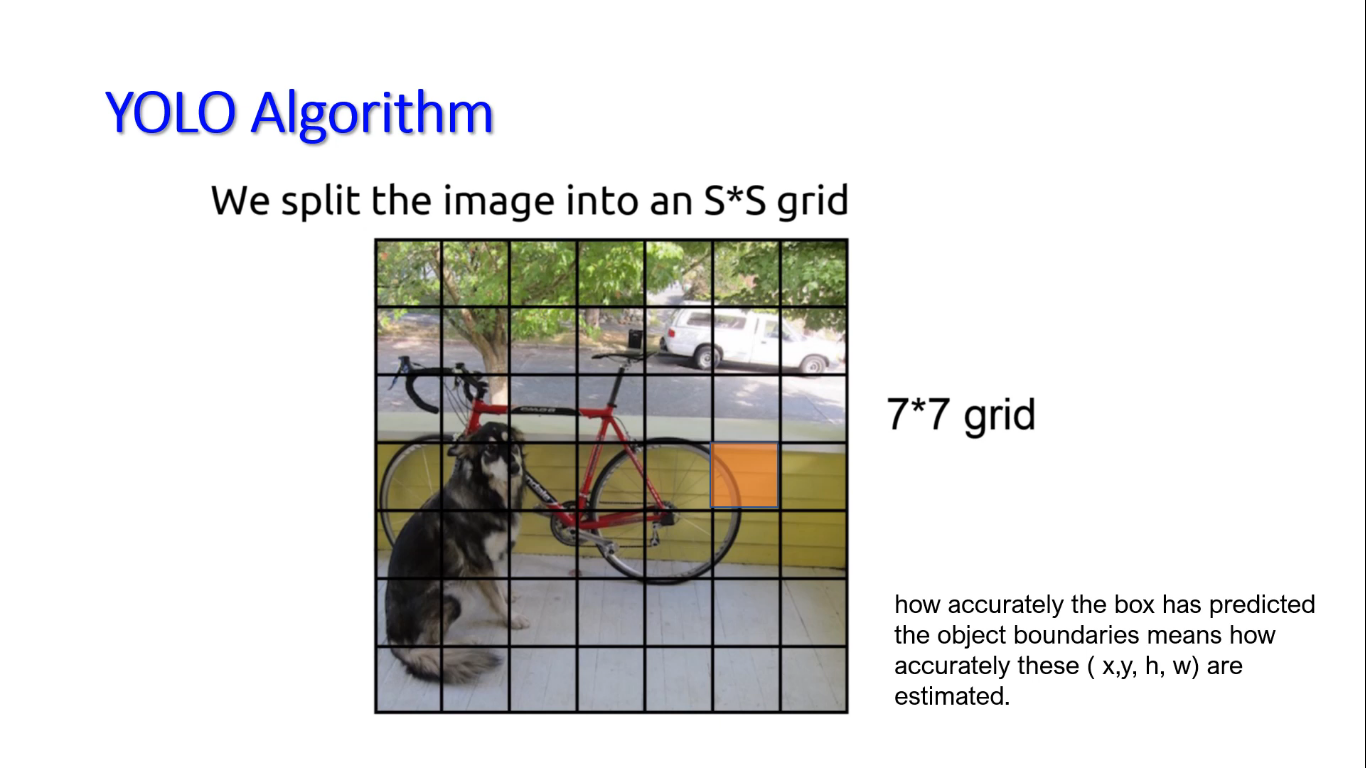 YOLO Algorithm
We split the image into an S*S grid
7*7 grid
how accurately the box has predicted
the object boundaries means how
accurately these ( x,y, h, w) are
estimated.